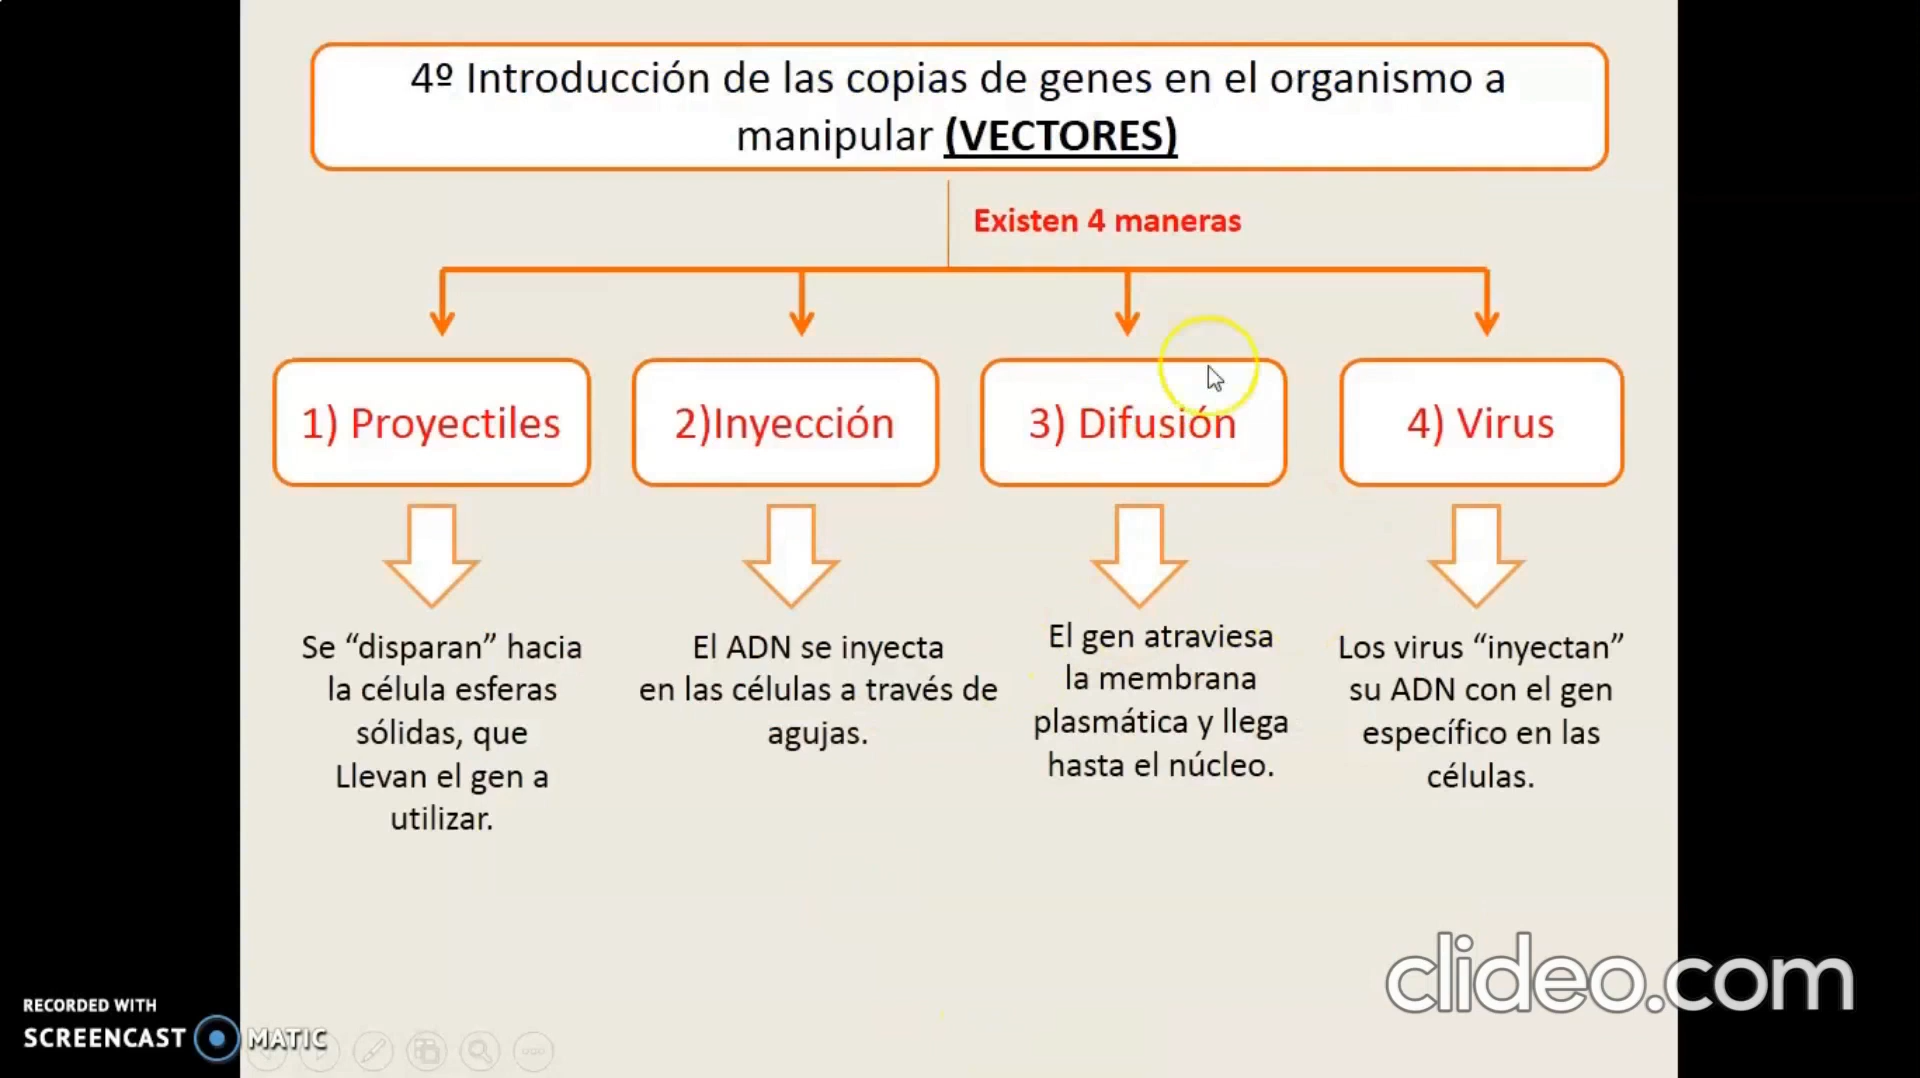 4º Introducción de las copias de genes en el organismo a
manipular (VECTORES)
Existen 4 maneras
1) Proyectiles
2)Inyección
3) Difusión
4) Virus
Se “disparan” hacia
la célula esferas
sólidas, que
Llevan el gen a
utilizar.
El ADN se inyecta
en las células a través de
agujas.
El gen atraviesa
la membrana
plasmática y llega
hasta el núcleo.
Los virus “inyectan”
su ADN con el gen
específico en las
células.
clideo.com
RECORDED WITH
SCREENCAST MATIC